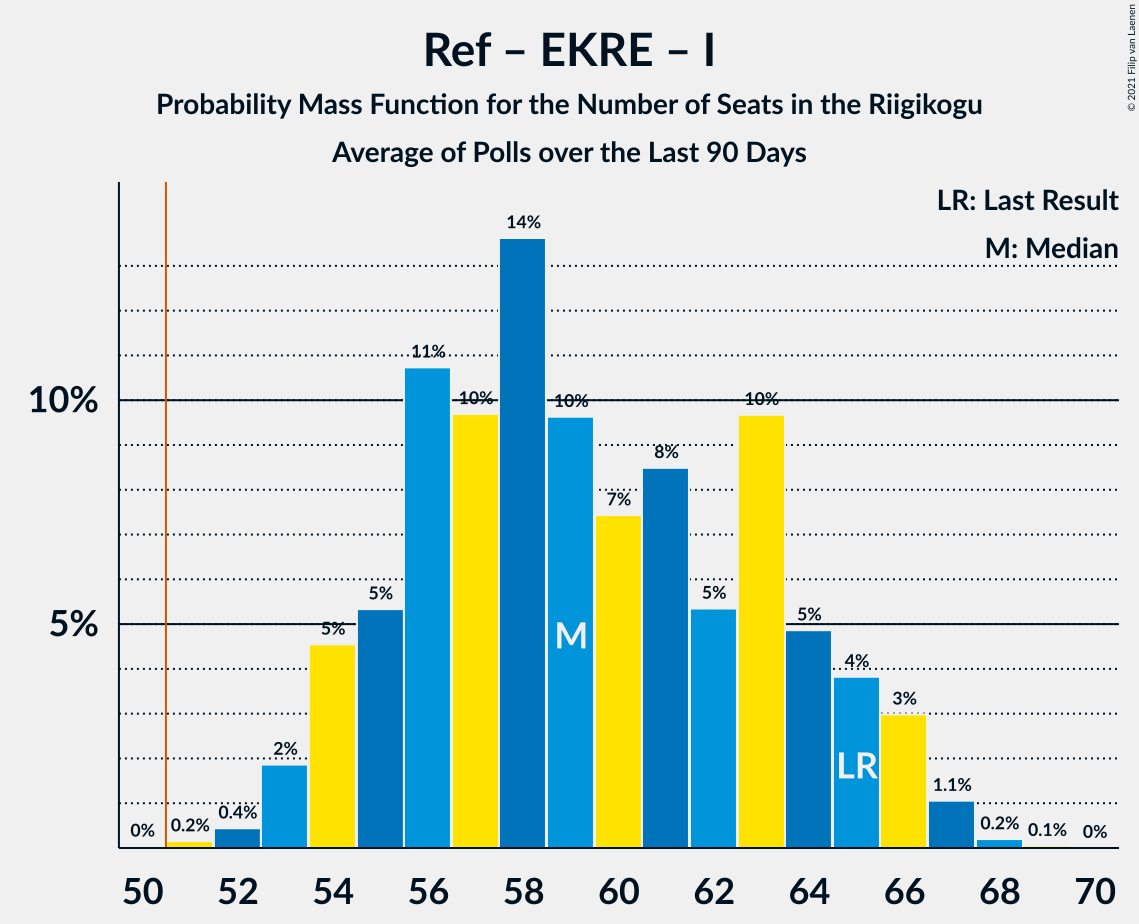 Ref – EKRE – I
Probability Mass Function for the Number of Seats in the Riigikogu
Average of Polls over the Last 90 Days
© 2021 Filip van Laenen
LR: Last Result
M: Median
10%
5%
0%
0.2%
0.4%
2%
5%
5%
11%
10%
14%
10%
7%
8%
5%
10%
5%
4%
3%
1.1%
0.2%
0.1%
0%
M
LR
50 52 54 56 58 60 62 64 66 68 70